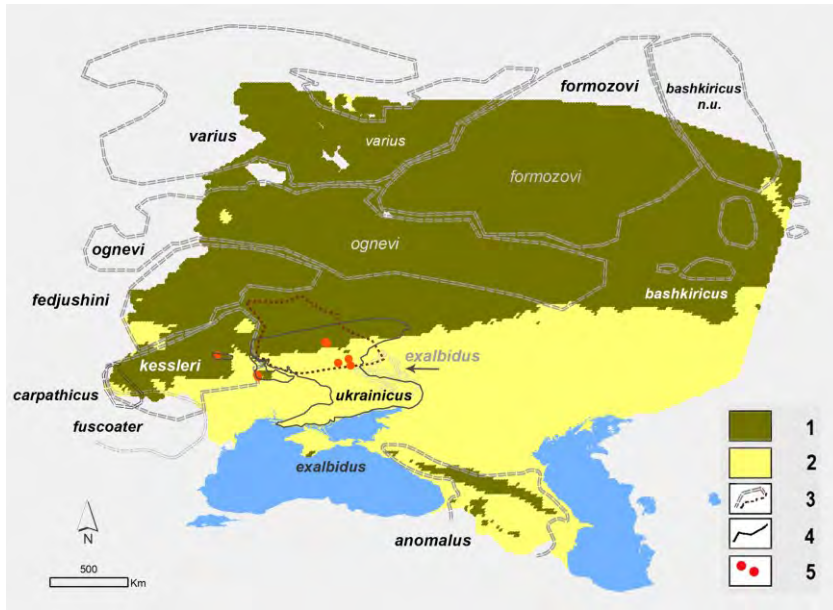 formozovi
bashkiricus
n.u.
varius
varius
formozovi
ognevi
ognevi
fedjushini
bashkiricus
kessleri
exalbidus
carpathicus
ukrainicus
fuscoater
exalbidus
anomalus
N
500
Km
1
2
3
4
5